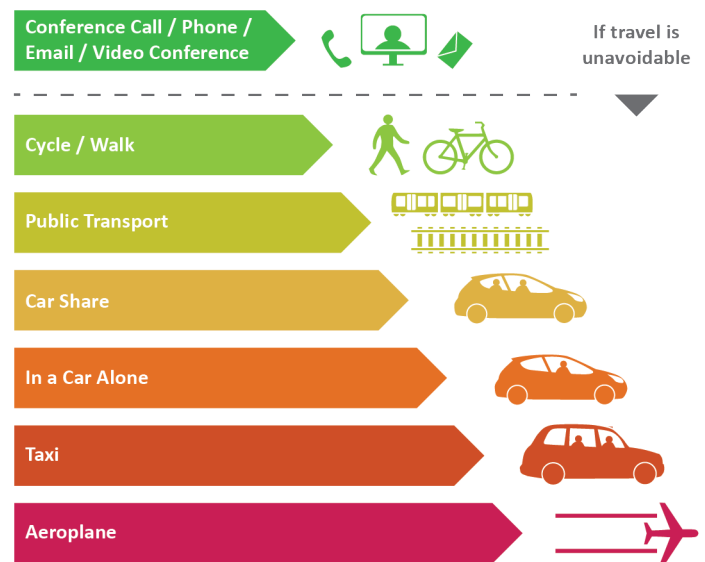 Conference Call / Phone /
Email / Video Conference
If travel is
unavoidable
Cycle / Walk
Public Transport
Car Share
In a Car Alone
Taxi
Aeroplane